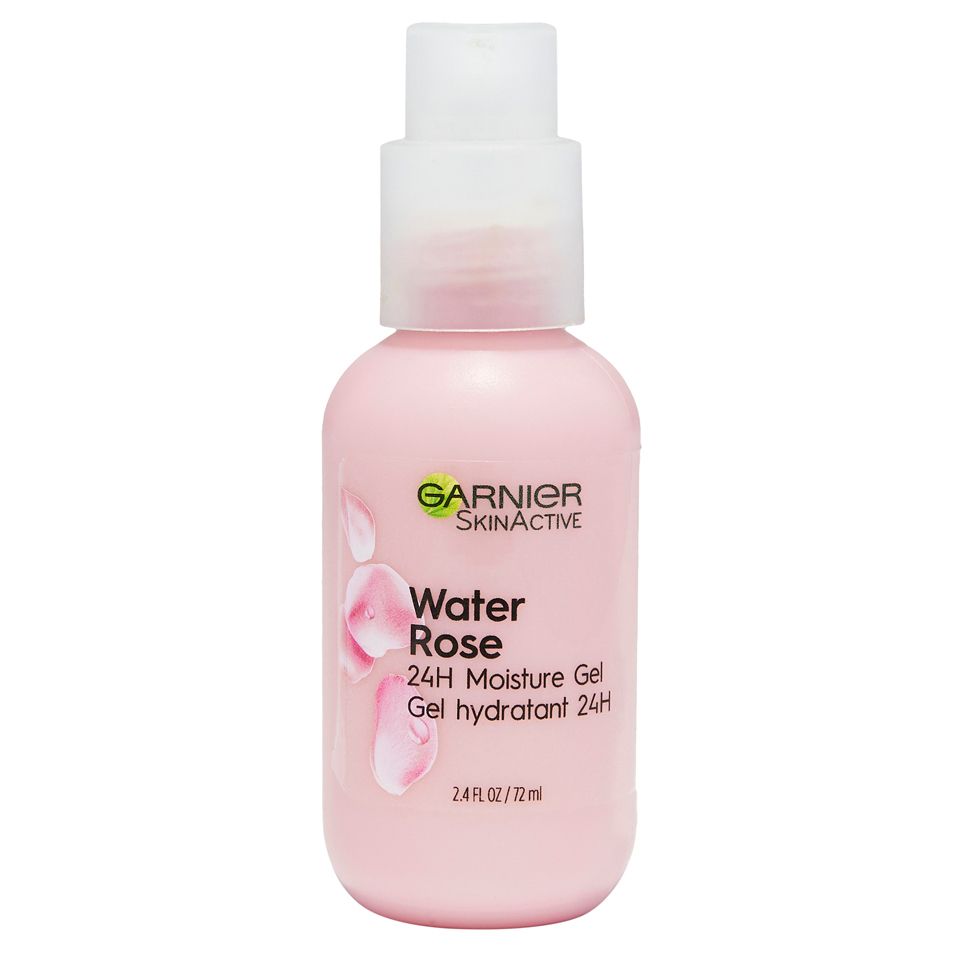 GARNIER
SKINACTIVE
Water
Rose
24H Moisture Gel
Gel hydratant 24H
2.4 FL OZ / 72 ml